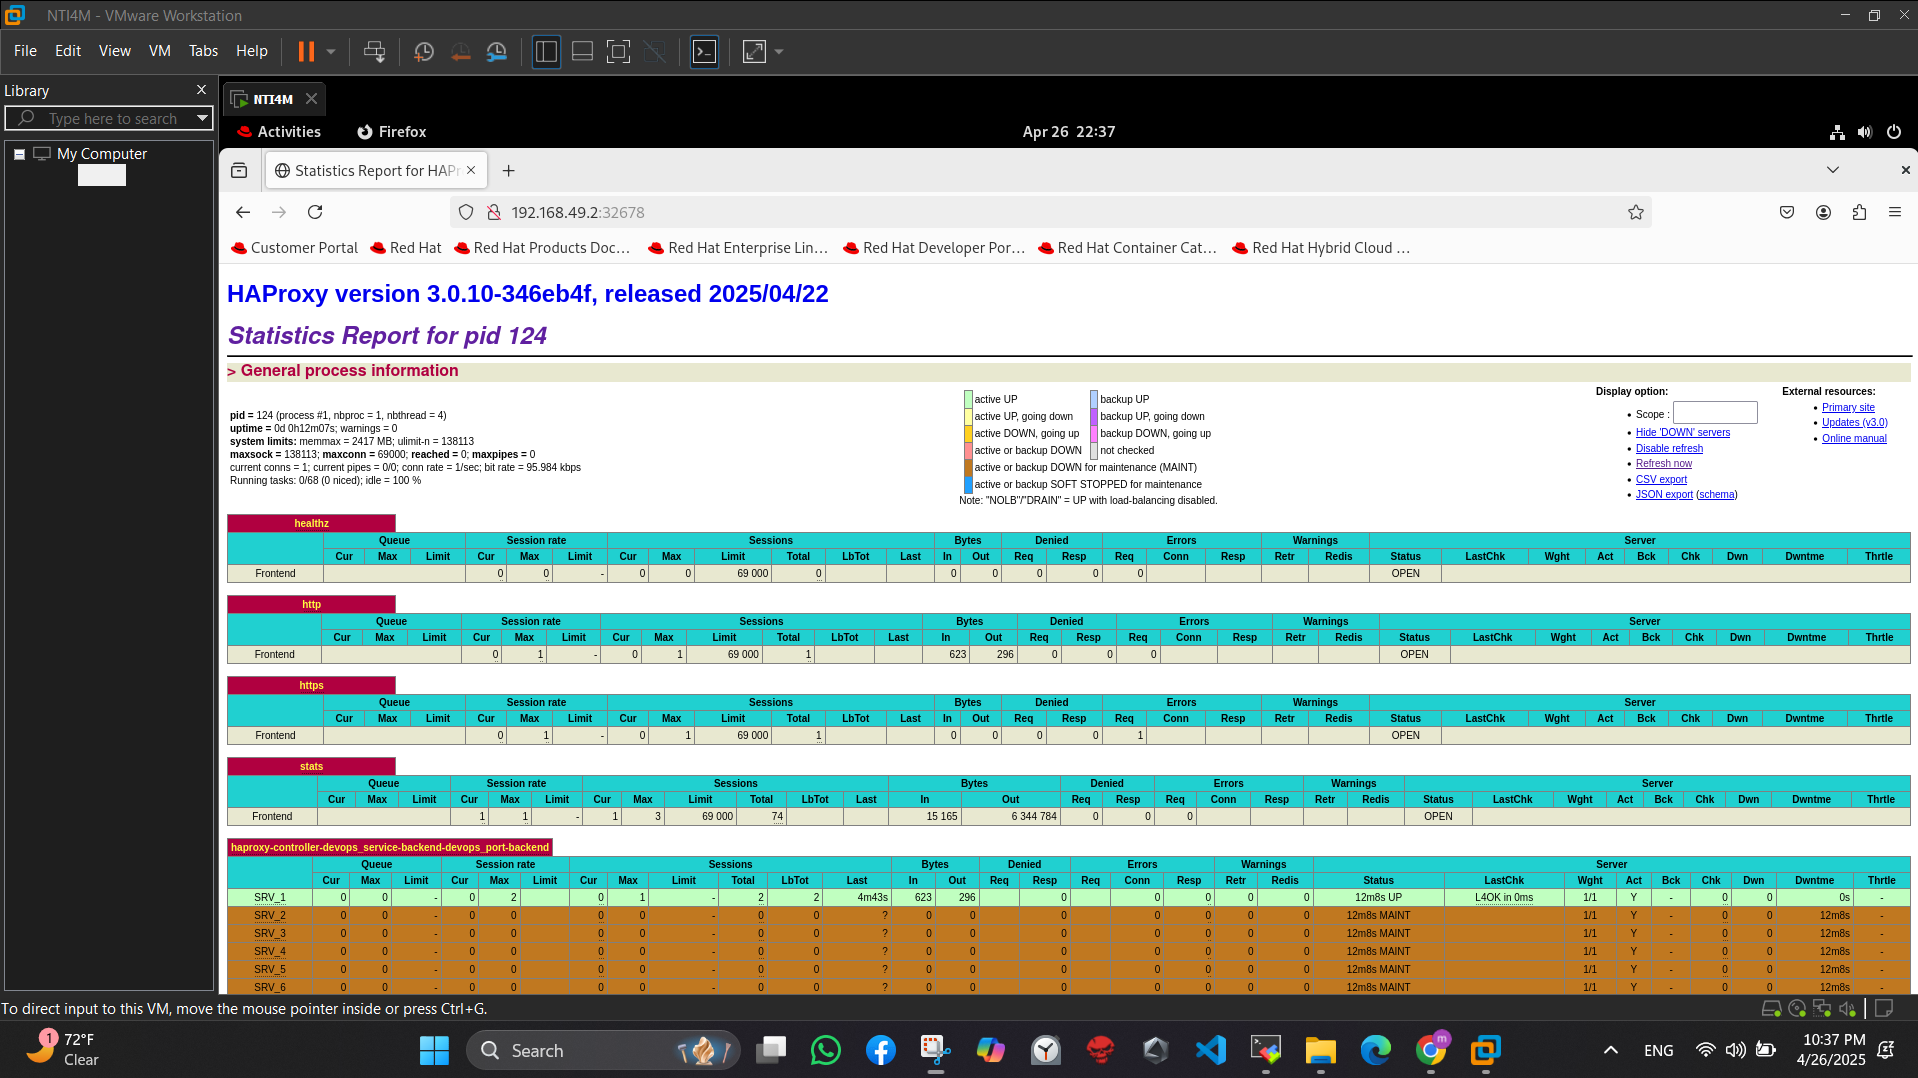 NTI4M - VMware Workstation
File Edit View VM Tabs Help
Library
Type here to search
My Computer
NTI4M
Activities Firefox Apr 26 22:37
Statistics Report for HAPr
192.168.49.2:32678
Customer Portal Red Hat Red Hat Products Doc... Red Hat Enterprise Lin... Red Hat Developer Por... Red Hat Container Cat... Red Hat Hybrid Cloud ...
HAProxy version 3.0.10-346eb4f, released 2025/04/22
Statistics Report for pid 124
> General process information
pid = 124 (process #1, nbproc = 1, nbthread = 4)
uptime = 0d 0h12m07s; warnings = 0
system limits: memmax = 2417 MB; ulimit-n = 138113
maxsock = 138113; maxconn = 69000; reached = 0; maxpipes = 0
current conns = 1; current pipes = 0/0; conn rate = 1/sec; bit rate = 95.984 kbps
Running tasks: 0/68 (0 niced); idle = 100 %
active UP backup UP
active UP, going down backup UP, going down
active DOWN, going up backup DOWN, going up
active or backup DOWN not checked
active or backup DOWN for maintenance (MAINT)
active or backup SOFT STOPPED for maintenance
Note: "NOLB"/"DRAIN" = UP with load-balancing disabled.
Display option:
• Scope :
• Hide 'DOWN' servers
• Disable refresh
• Refresh now
• CSV export
• JSON export (schema)
External resources:
• Primary site
• Updates (v3.0)
• Online manual
healthz
Queue Session rate Sessions Bytes Denied Errors Warnings Server
Cur Max Limit Cur Max Limit Cur Max Limit Total LbTot Last In Out Req Resp Req Conn Resp Retr Redis Status LastChk Wght Act Bck Chk Dwn Dwntme Thrtle
Frontend 0 0 - 0 0 69 000 0 0 0 0 0 0 OPEN
http
Queue Session rate Sessions Bytes Denied Errors Warnings Server
Cur Max Limit Cur Max Limit Cur Max Limit Total LbTot Last In Out Req Resp Req Conn Resp Retr Redis Status LastChk Wght Act Bck Chk Dwn Dwntme Thrtle
Frontend 0 1 - 0 1 69 000 1 623 296 0 0 0 OPEN
https
Queue Session rate Sessions Bytes Denied Errors Warnings Server
Cur Max Limit Cur Max Limit Cur Max Limit Total LbTot Last In Out Req Resp Req Conn Resp Retr Redis Status LastChk Wght Act Bck Chk Dwn Dwntme Thrtle
Frontend 0 1 - 0 1 69 000 1 0 0 0 0 1 OPEN
stats
Queue Session rate Sessions Bytes Denied Errors Warnings Server
Cur Max Limit Cur Max Limit Cur Max Limit Total LbTot Last In Out Req Resp Req Conn Resp Retr Redis Status LastChk Wght Act Bck Chk Dwn Dwntme Thrtle
Frontend 1 1 - 1 3 69 000 74 15 165 6 344 784 0 0 0 OPEN
haproxy-controller-devops_service-backend-devops_port-backend
Queue Session rate Sessions Bytes Denied Errors Warnings Server
Cur Max Limit Cur Max Limit Cur Max Limit Total LbTot Last In Out Req Resp Req Conn Resp Retr Redis Status LastChk Wght Act Bck Chk Dwn Dwntme Thrtle
SRV_1 0 0 - 0 2 0 1 - 2 2 4m43s 623 296 0 0 0 0 0 12m8s UP L4OK in 0ms 1/1 Y - 0 0 0s -
SRV_2 0 0 - 0 0 0 0 - 0 0 ? 0 0 0 0 0 0 0 12m8s MAINT 1/1 Y - 0 0 12m8s -
SRV_3 0 0 - 0 0 0 0 - 0 0 ? 0 0 0 0 0 0 0 12m8s MAINT 1/1 Y - 0 0 12m8s -
SRV_4 0 0 - 0 0 0 0 - 0 0 ? 0 0 0 0 0 0 0 12m8s MAINT 1/1 Y - 0 0 12m8s -
SRV_5 0 0 - 0 0 0 0 - 0 0 ? 0 0 0 0 0 0 0 12m8s MAINT 1/1 Y - 0 0 12m8s -
SRV_6 0 0 - 0 0 0 0 - 0 0 ? 0 0 0 0 0 0 0 12m8s MAINT 1/1 Y - 0 0 12m8s -
To direct input to this VM, move the mouse pointer inside or press Ctrl+G.
1 72°F
Clear
Search
m
ENG
10:37 PM
4/26/2025